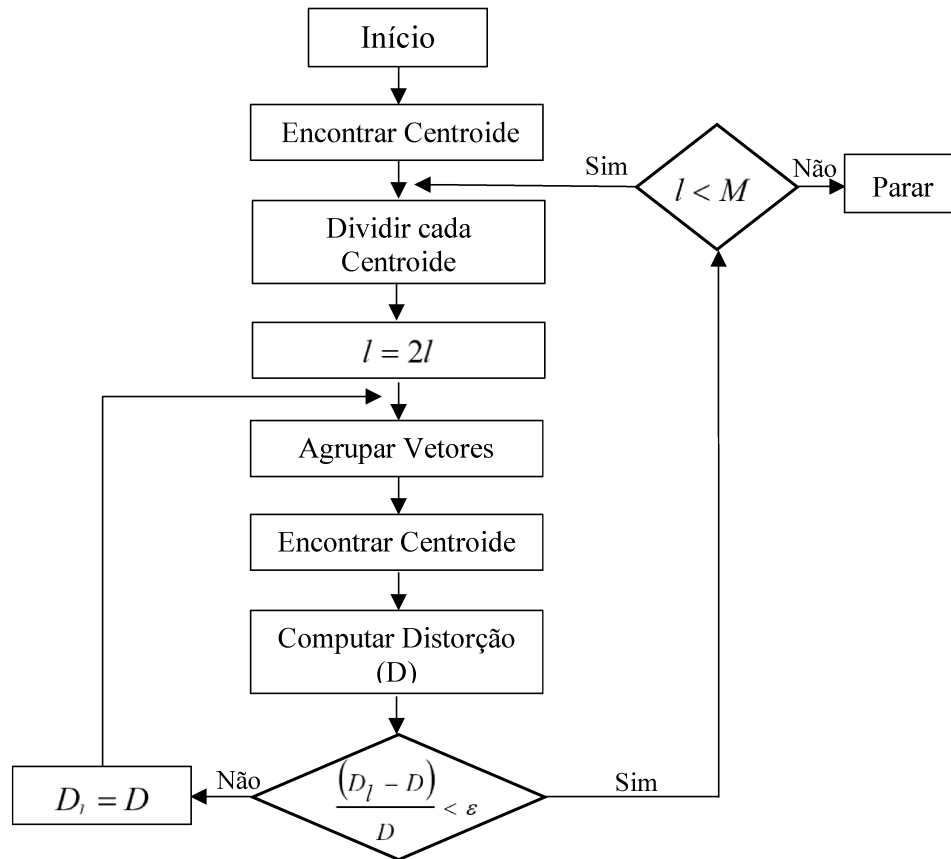 Início
Encontrar Centroide
Sim
l < M
Não
Parar
Dividir cada
Centroide
l = 2l
Agrupar Vetores
Encontrar Centroide
Computar Distorção
(D)
D_l = D
Não
(D_l - D)
D
< ε
Sim